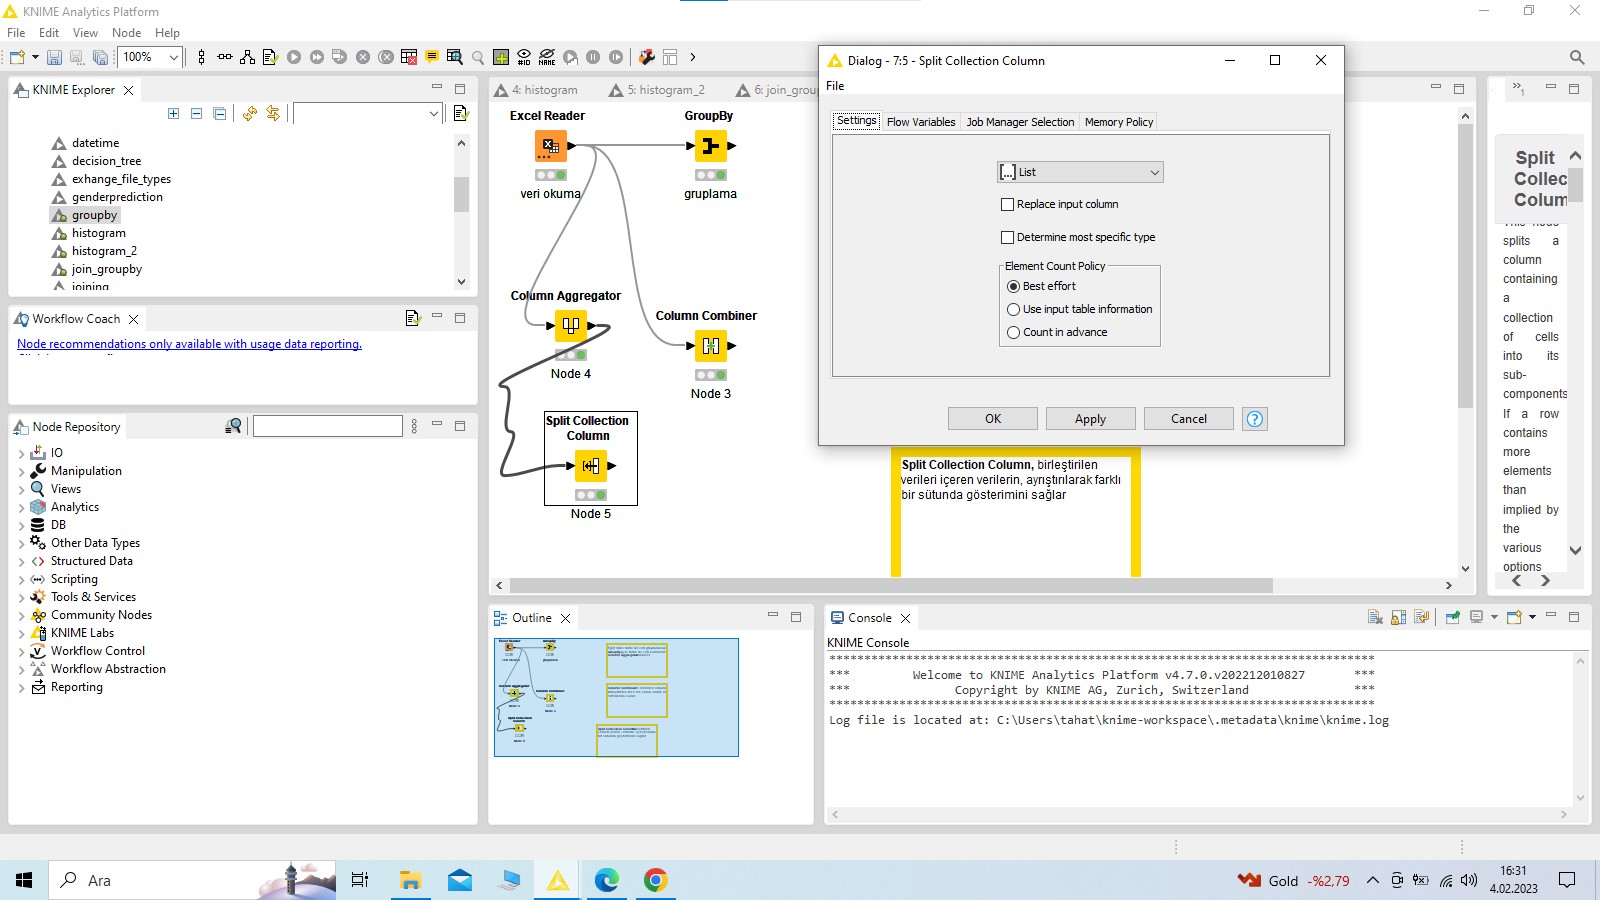 KNIME Analytics Platform
File Edit View Node Help
100%
#ID
NAME
KNIME Explorer
datetime
decision_tree
exhange_file_types
genderprediction
groupby
histogram
histogram_2
join_groupby
joining
Workflow Coach
Node recommendations only available with usage data reporting.
Node Repository
IO
Manipulation
Views
Analytics
DB
Other Data Types
Structured Data
Scripting
Tools & Services
Community Nodes
KNIME Labs
Workflow Control
Workflow Abstraction
Reporting
4: histogram
5: histogram_2
6: join_grou
Excel Reader
veri okuma
GroupBy
gruplama
Column Aggregator
Node 4
Column Combiner
Node 3
Split Collection
Column
Node 5
Split Collection Column, birleştirilen
verileri içeren verilerin, ayrıştırılarak farklı
bir sütunda gösterimini sağlar
Dialog - 7:5 - Split Collection Column
File
Settings Flow Variables Job Manager Selection Memory Policy
[...] List
Replace input column
Determine most specific type
Element Count Policy
Best effort
Use input table information
Count in advance
OK Apply Cancel
Split
Collec
Colum
This node
splits a
column
containing
a
collection
of cells
into its
sub-
components.
If a row
contains
more
elements
than
implied by
the
various
options
Outline
Console
KNIME Console
******************************************************************************
*** Welcome to KNIME Analytics Platform v4.7.0.v202212010827 ***
*** Copyright by KNIME AG, Zurich, Switzerland ***
******************************************************************************
Log file is located at: C:\Users\tahat\knime-workspace\.metadata\knime\knime.log
Ara
Gold -%2,79
16:31
4.02.2023